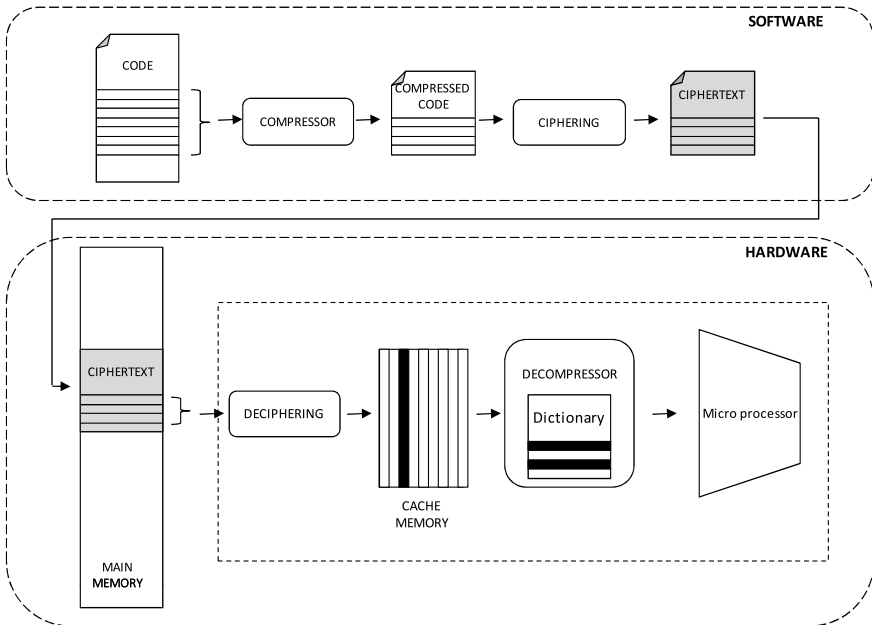 SOFTWARE
CODE
COMPRESSOR
COMPRESSED
CODE
CIPHERING
CIPHERTEXT
HARDWARE
CIPHERTEXT
DECIPHERING
CACHE
MEMORY
DECOMPRESSOR
Dictionary
Micro processor
MAIN
MEMORY